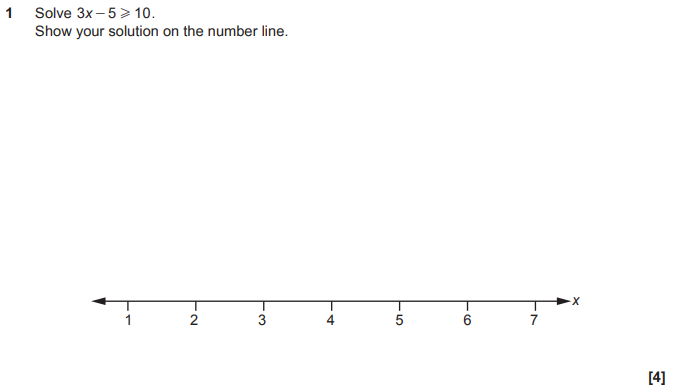 1 Solve 3x – 5 ⩾ 10.
Show your solution on the number line.
x
1 2 3 4 5 6 7
[4]